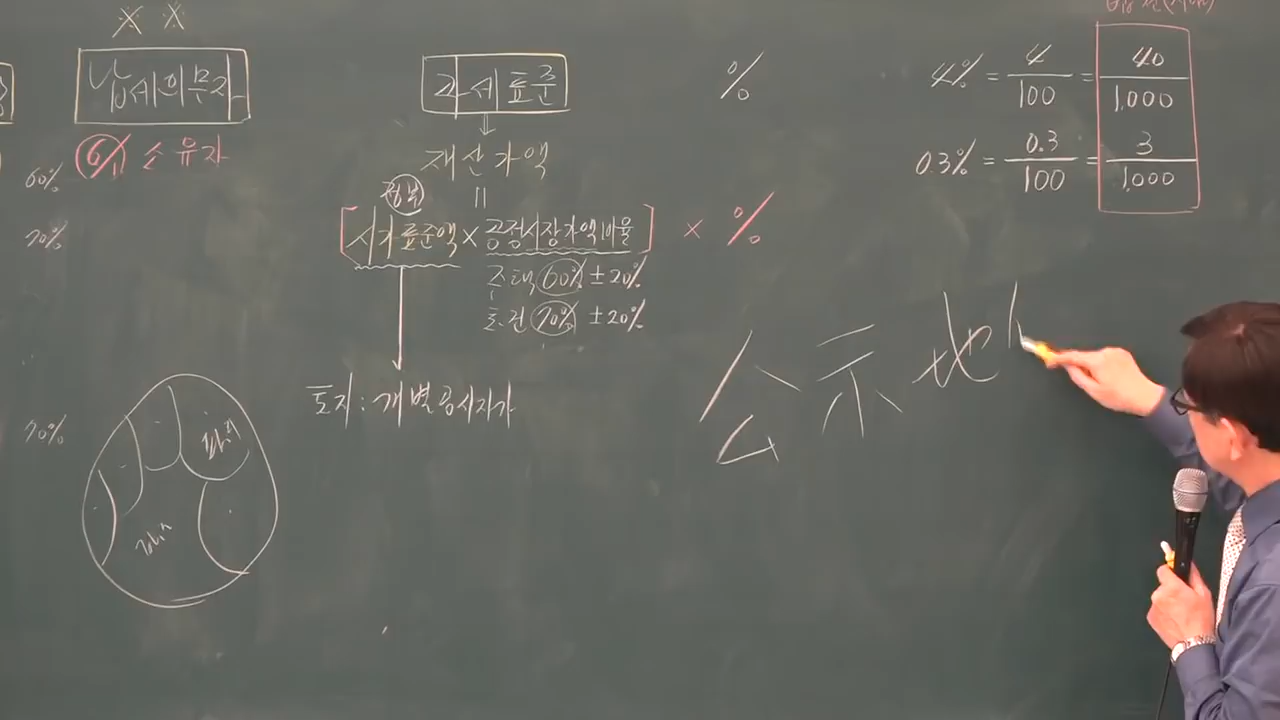 ※ ※
납세의무자
6/1 소유자
60%
70%
70%
과세표준
재산가액
=
정부
[시가표준액 × 공정시장가액비율] × %
주택 60% ± 20%
토·건 70% ± 20%
토지 : 개별공시지가
%
4% = 4/100 = 40/1,000
0.3% = 0.3/100 = 3/1,000
公示地